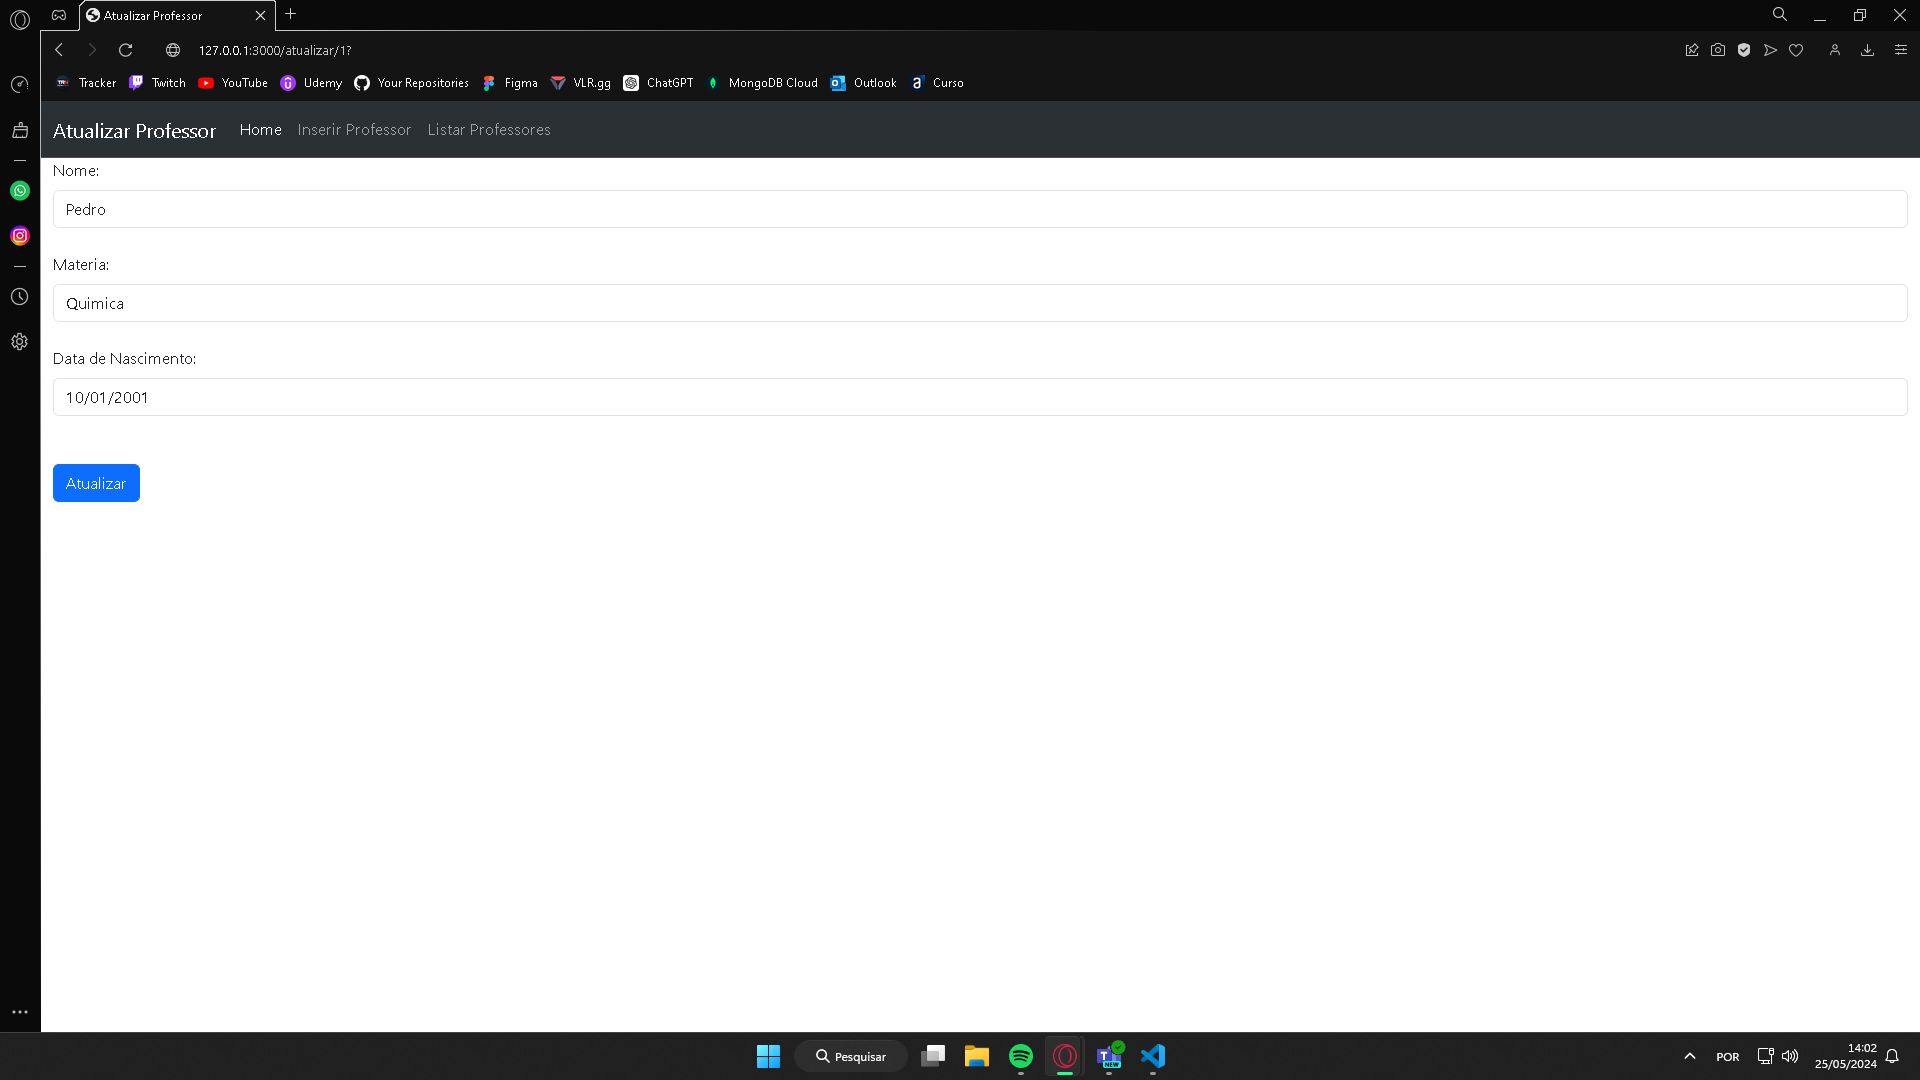 Atualizar Professor
127.0.0.1:3000/atualizar/1?
Tracker Twitch YouTube Udemy Your Repositories Figma VLR.gg ChatGPT MongoDB Cloud Outlook Curso
Atualizar Professor Home Inserir Professor Listar Professores
Nome:
Pedro
Materia:
Quimica
Data de Nascimento:
10/01/2001
Atualizar
Pesquisar
NEW
POR
14:02
25/05/2024